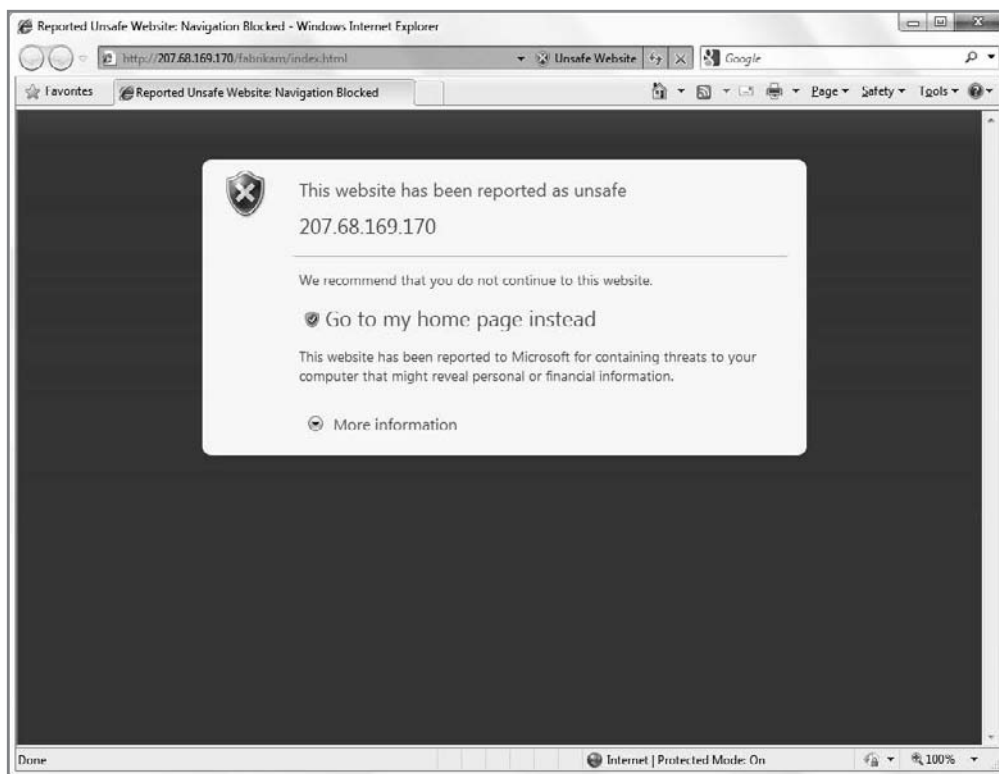 Reported Unsafe Website: Navigation Blocked - Windows Internet Explorer
http://207.68.169.170/fabrikam/index.html
Unsafe Website
Google
Favorites
Reported Unsafe Website: Navigation Blocked
Page
Safety
Tools
This website has been reported as unsafe
207.68.169.170
We recommend that you do not continue to this website.
Go to my home page instead
This website has been reported to Microsoft for containing threats to your
computer that might reveal personal or financial information.
More information
Done
Internet | Protected Mode: On
100%